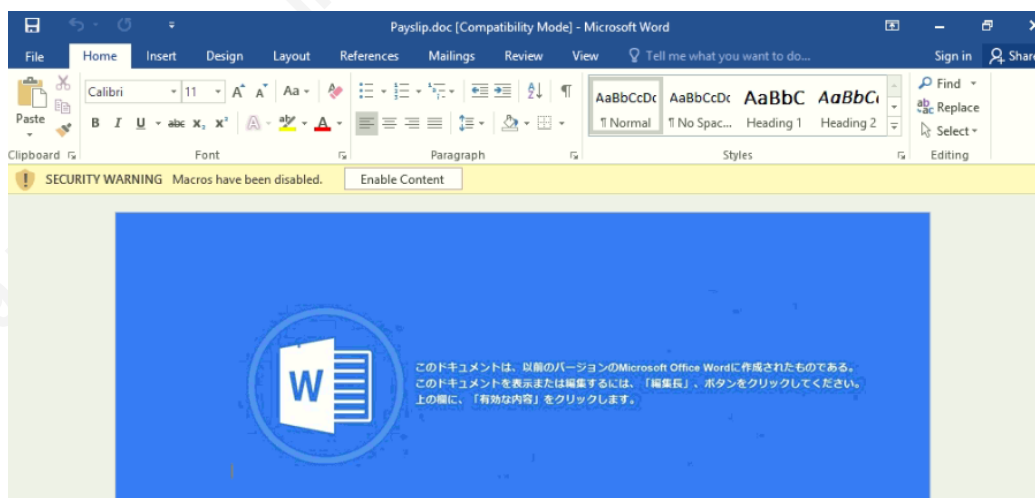 Payslip.doc [Compatibility Mode] - Microsoft Word
File Home Insert Design Layout References Mailings Review View Tell me what you want to do... Sign in Share
Paste
Calibri 11 A A Aa
B I U abc X₂ X² A ab A
AaBbCcDc AaBbCcDc AaBbC AaBbC
¶ Normal ¶ No Spac... Heading 1 Heading 2
Find
Replace
Select
Clipboard Font Paragraph Styles Editing
SECURITY WARNING Macros have been disabled. Enable Content
W
このドキュメントは、以前のバージョンのMicrosoft Office Wordに作成されたものである。
このドキュメントを表示または編集するには、「編集長」、ボタンをクリックしてください。
上の欄に、「有効な内容」をクリックします。